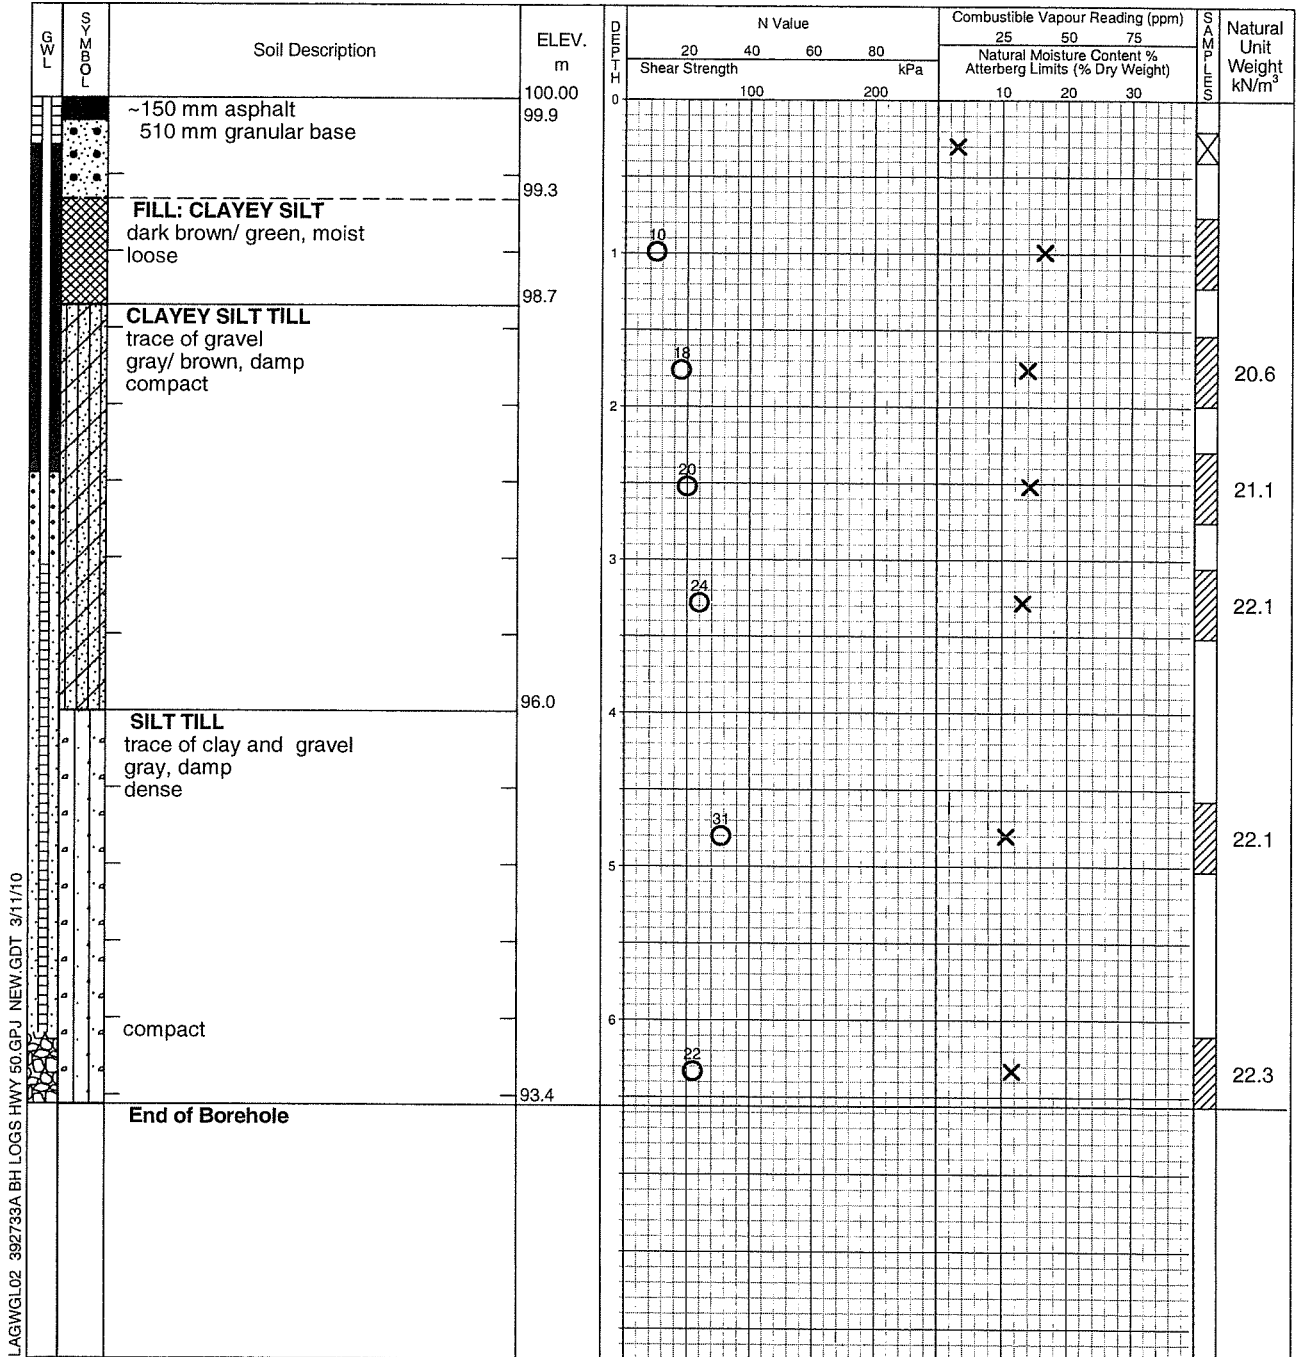 GWL
SYMBOL
Soil Description
ELEV.
m
DEPTH
N Value
20 40 60 80
Shear Strength kPa
100 200
Combustible Vapour Reading (ppm)
25 50 75
Natural Moisture Content %
Atterberg Limits (% Dry Weight)
10 20 30
SAMPLES
Natural
Unit
Weight
kN/m³
100.00
0
~150 mm asphalt
99.9
510 mm granular base
99.3
FILL: CLAYEY SILT
dark brown/ green, moist
loose
10
1
98.7
CLAYEY SILT TILL
trace of gravel
gray/ brown, damp
compact
18
20.6
2
20
21.1
3
24
22.1
96.0
4
SILT TILL
trace of clay and gravel
gray, damp
dense
31
22.1
5
6
compact
22
22.3
93.4
End of Borehole
LAGWGL02 392733A BH LOGS HWY 50.GPJ NEW.GDT 3/11/10